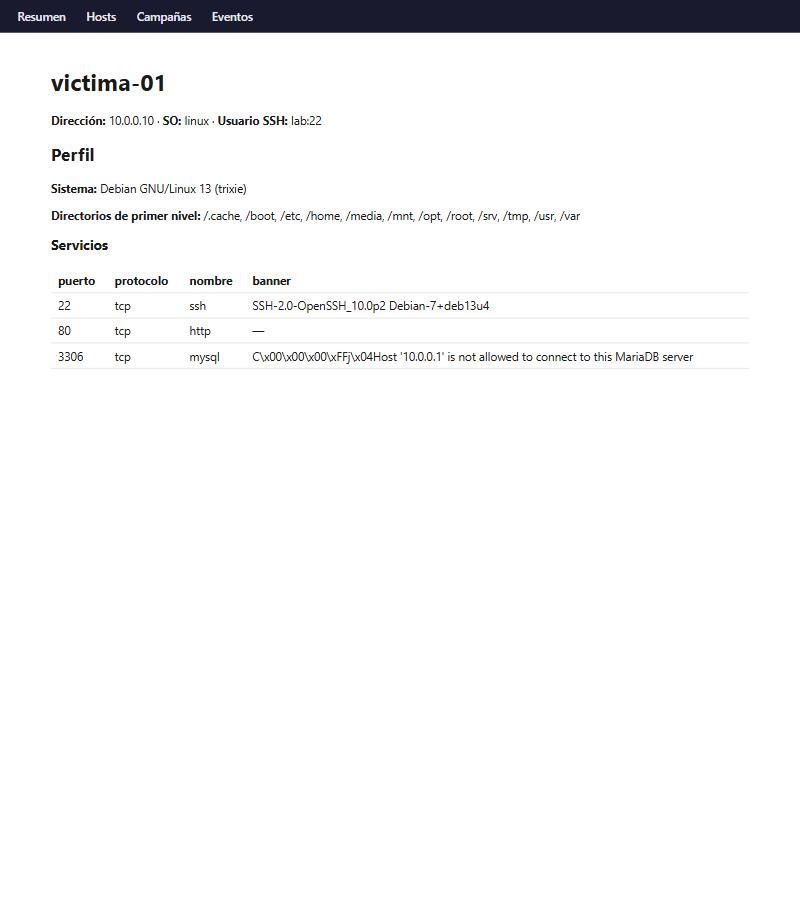 Resumen Hosts Campañas Eventos
victima-01
Dirección: 10.0.0.10 · SO: linux · Usuario SSH: lab:22
Perfil
Sistema: Debian GNU/Linux 13 (trixie)
Directorios de primer nivel: /.cache, /boot, /etc, /home, /media, /mnt, /opt, /root, /srv, /tmp, /usr, /var
Servicios
puerto protocolo nombre banner
22 tcp ssh SSH-2.0-OpenSSH_10.0p2 Debian-7+deb13u4
80 tcp http —
3306 tcp mysql C\x00\x00\x00\xFFj\x04Host '10.0.0.1' is not allowed to connect to this MariaDB server